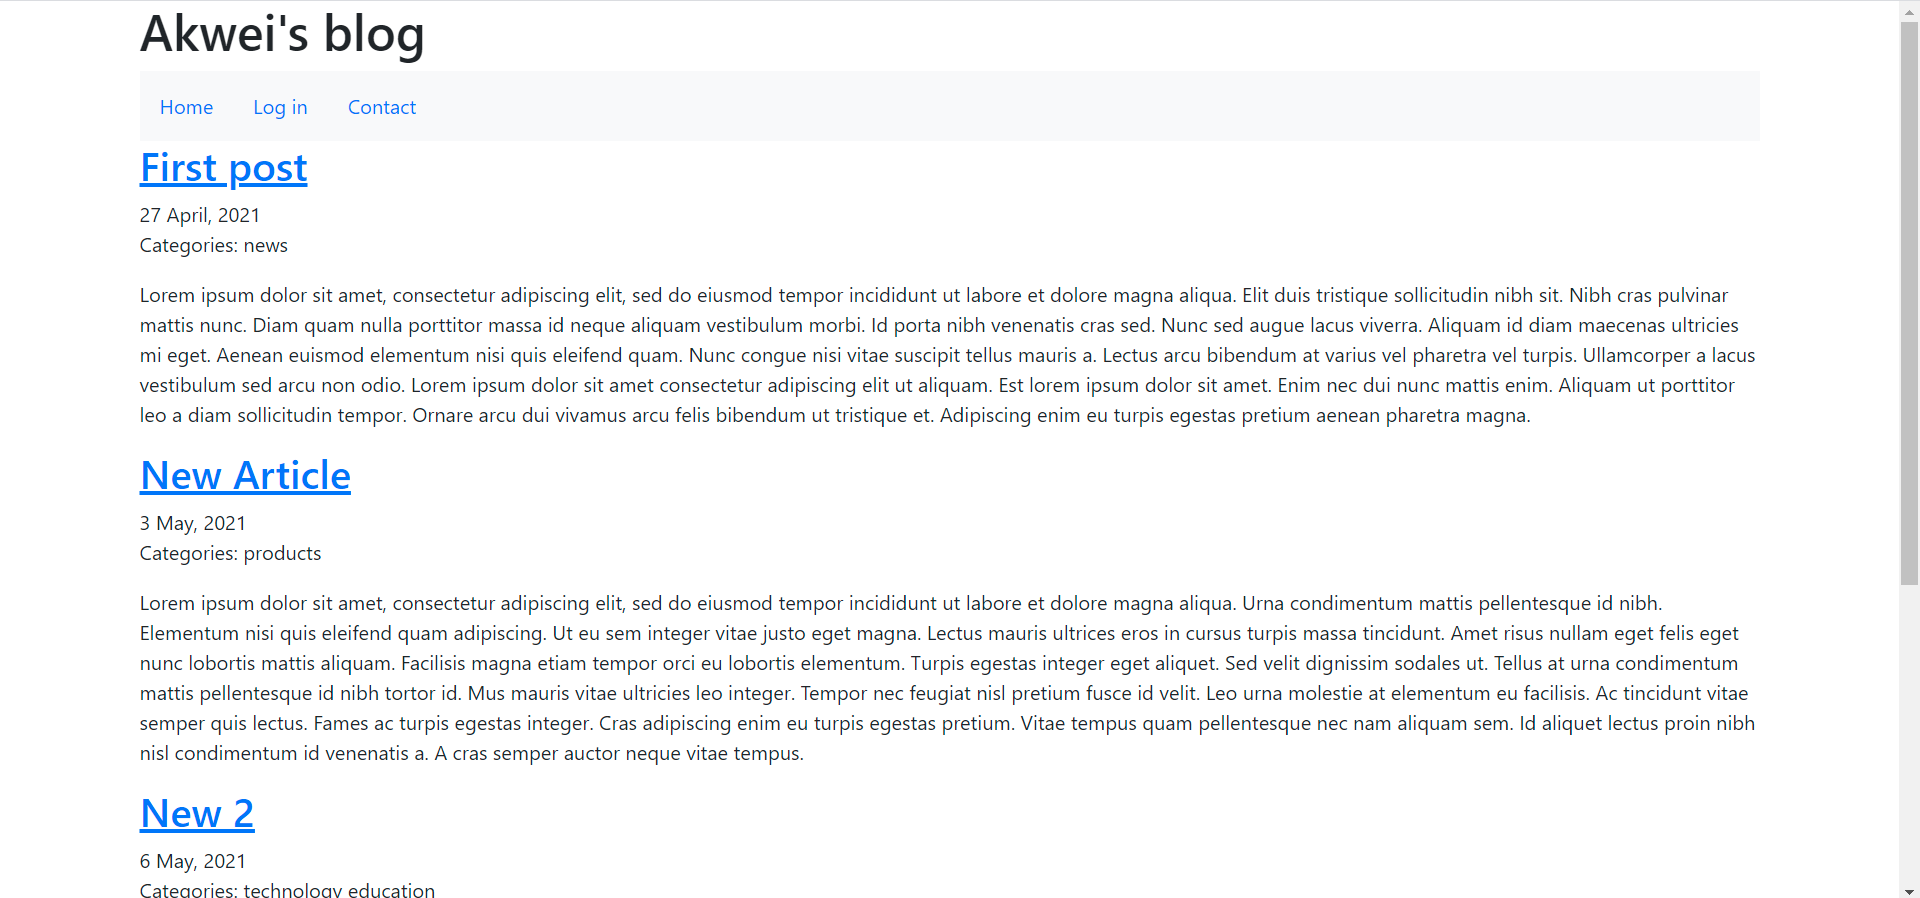 Akwei's blog
Home Log in Contact
First post
27 April, 2021
Categories: news
Lorem ipsum dolor sit amet, consectetur adipiscing elit, sed do eiusmod tempor incididunt ut labore et dolore magna aliqua. Elit duis tristique sollicitudin nibh sit. Nibh cras pulvinar
mattis nunc. Diam quam nulla porttitor massa id neque aliquam vestibulum morbi. Id porta nibh venenatis cras sed. Nunc sed augue lacus viverra. Aliquam id diam maecenas ultricies
mi eget. Aenean euismod elementum nisi quis eleifend quam. Nunc congue nisi vitae suscipit tellus mauris a. Lectus arcu bibendum at varius vel pharetra vel turpis. Ullamcorper a lacus
vestibulum sed arcu non odio. Lorem ipsum dolor sit amet consectetur adipiscing elit ut aliquam. Est lorem ipsum dolor sit amet. Enim nec dui nunc mattis enim. Aliquam ut porttitor
leo a diam sollicitudin tempor. Ornare arcu dui vivamus arcu felis bibendum ut tristique et. Adipiscing enim eu turpis egestas pretium aenean pharetra magna.
New Article
3 May, 2021
Categories: products
Lorem ipsum dolor sit amet, consectetur adipiscing elit, sed do eiusmod tempor incididunt ut labore et dolore magna aliqua. Urna condimentum mattis pellentesque id nibh.
Elementum nisi quis eleifend quam adipiscing. Ut eu sem integer vitae justo eget magna. Lectus mauris ultrices eros in cursus turpis massa tincidunt. Amet risus nullam eget felis eget
nunc lobortis mattis aliquam. Facilisis magna etiam tempor orci eu lobortis elementum. Turpis egestas integer eget aliquet. Sed velit dignissim sodales ut. Tellus at urna condimentum
mattis pellentesque id nibh tortor id. Mus mauris vitae ultricies leo integer. Tempor nec feugiat nisl pretium fusce id velit. Leo urna molestie at elementum eu facilisis. Ac tincidunt vitae
semper quis lectus. Fames ac turpis egestas integer. Cras adipiscing enim eu turpis egestas pretium. Vitae tempus quam pellentesque nec nam aliquam sem. Id aliquet lectus proin nibh
nisl condimentum id venenatis a. A cras semper auctor neque vitae tempus.
New 2
6 May, 2021
Categories: technology education